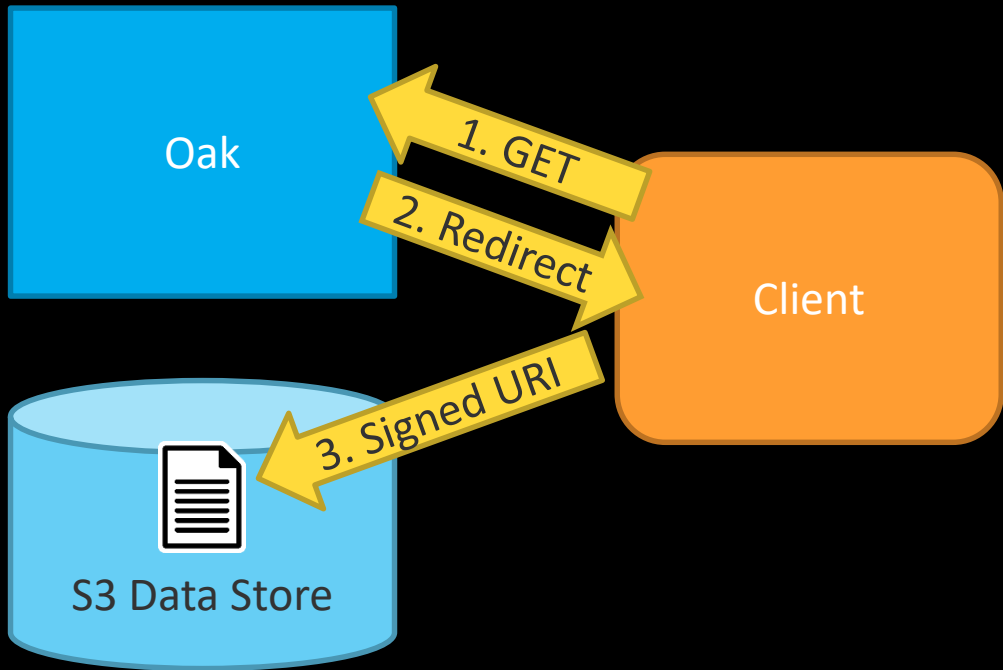 Oak
1. GET
2. Redirect
Client
3. Signed URI
S3 Data Store